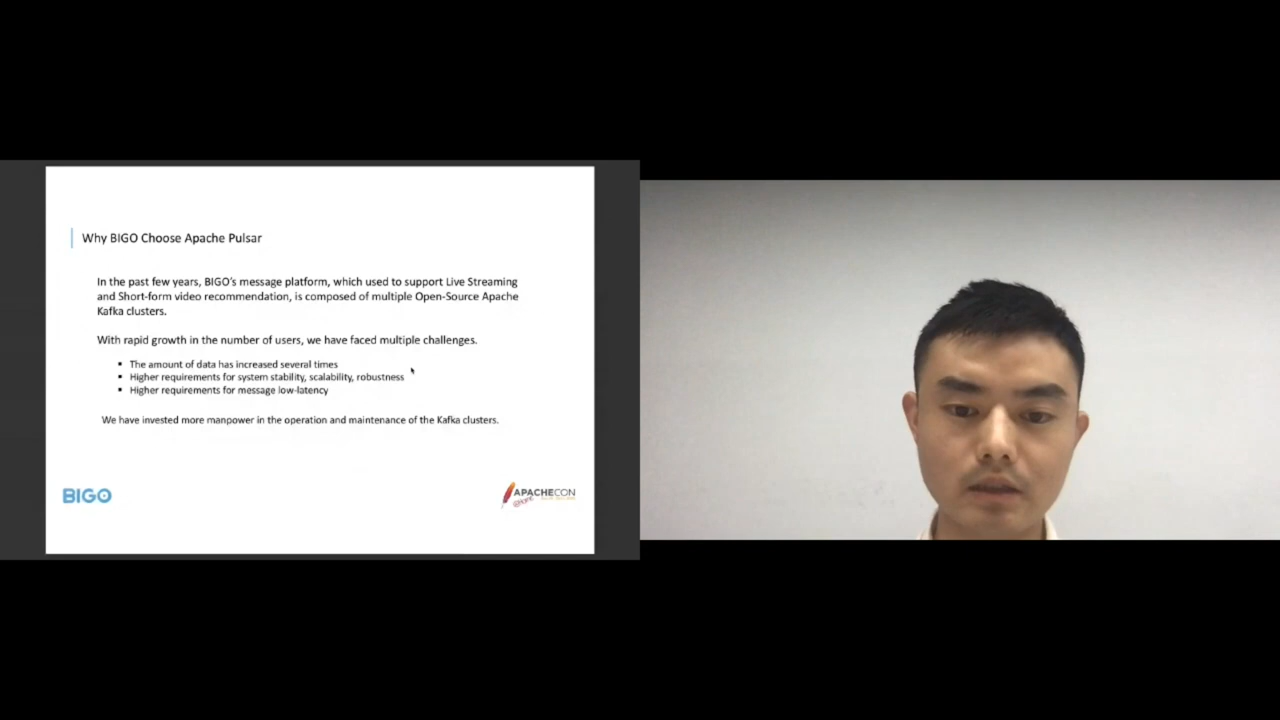 Why BIGO Choose Apache Pulsar
In the past few years, BIGO's message platform, which used to support Live Streaming
and Short-form video recommendation, is composed of multiple Open-Source Apache
Kafka clusters.
With rapid growth in the number of users, we have faced multiple challenges.
▪ The amount of data has increased several times
▪ Higher requirements for system stability, scalability, robustness
▪ Higher requirements for message low-latency
We have invested more manpower in the operation and maintenance of the Kafka clusters.
BIGO
APACHECON
@home